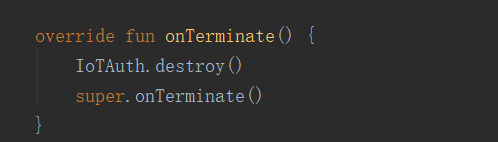 override fun onTerminate() {
    IoTAuth.destroy()
    super.onTerminate()
}